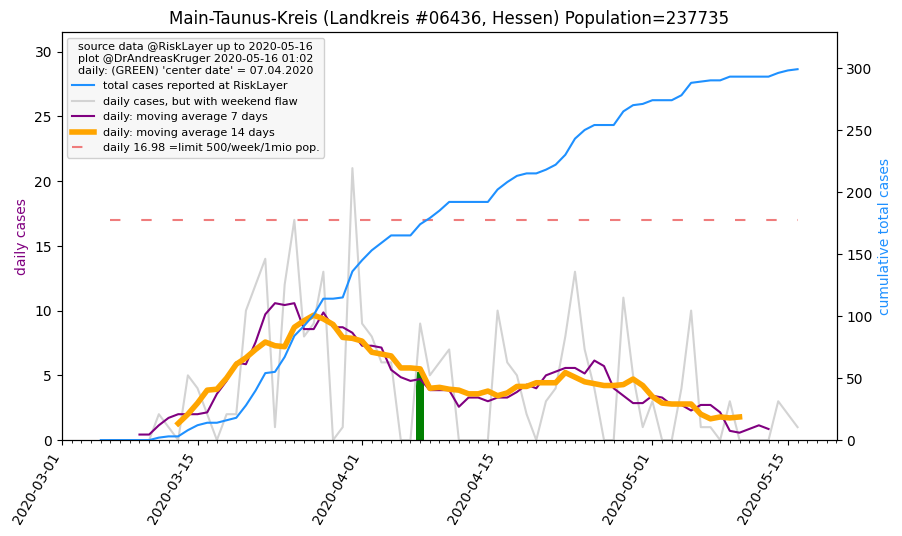 Main-Taunus-Kreis (Landkreis #06436, Hessen) Population=237735
source data @RiskLayer up to 2020-05-16
plot @DrAndreasKruger 2020-05-16 01:02
daily: (GREEN) 'center date' = 07.04.2020
total cases reported at RiskLayer
daily cases, but with weekend flaw
daily: moving average 7 days
daily: moving average 14 days
daily 16.98 =limit 500/week/1mio pop.
daily cases
30
25
20
15
10
5
0
cumulative total cases
300
250
200
150
100
50
0
2020-03-01
2020-03-15
2020-04-01
2020-04-15
2020-05-01
2020-05-15